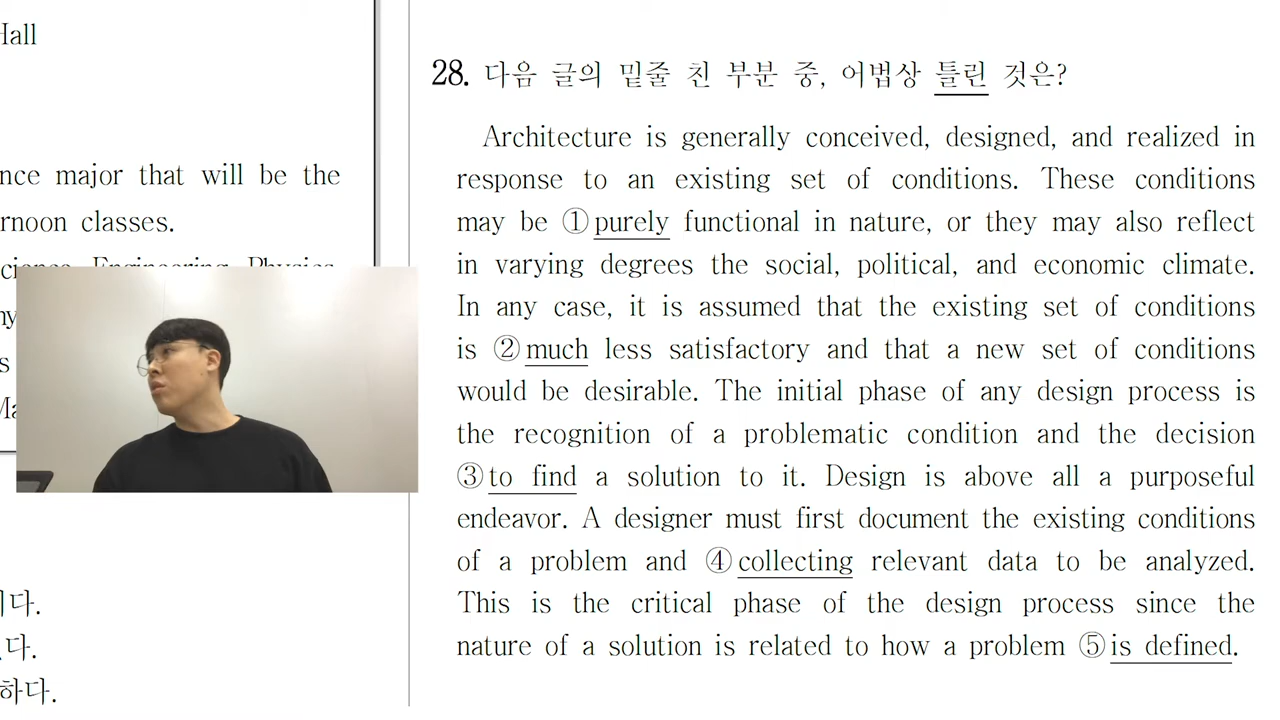 Hall
nce major that will be the
rnoon classes.
28. 다음 글의 밑줄 친 부분 중, 어법상 틀린 것은?
Architecture is generally conceived, designed, and realized in
response to an existing set of conditions. These conditions
may be ① purely functional in nature, or they may also reflect
in varying degrees the social, political, and economic climate.
In any case, it is assumed that the existing set of conditions
is ② much less satisfactory and that a new set of conditions
would be desirable. The initial phase of any design process is
the recognition of a problematic condition and the decision
③ to find a solution to it. Design is above all a purposeful
endeavor. A designer must first document the existing conditions
of a problem and ④ collecting relevant data to be analyzed.
This is the critical phase of the design process since the
nature of a solution is related to how a problem ⑤ is defined.